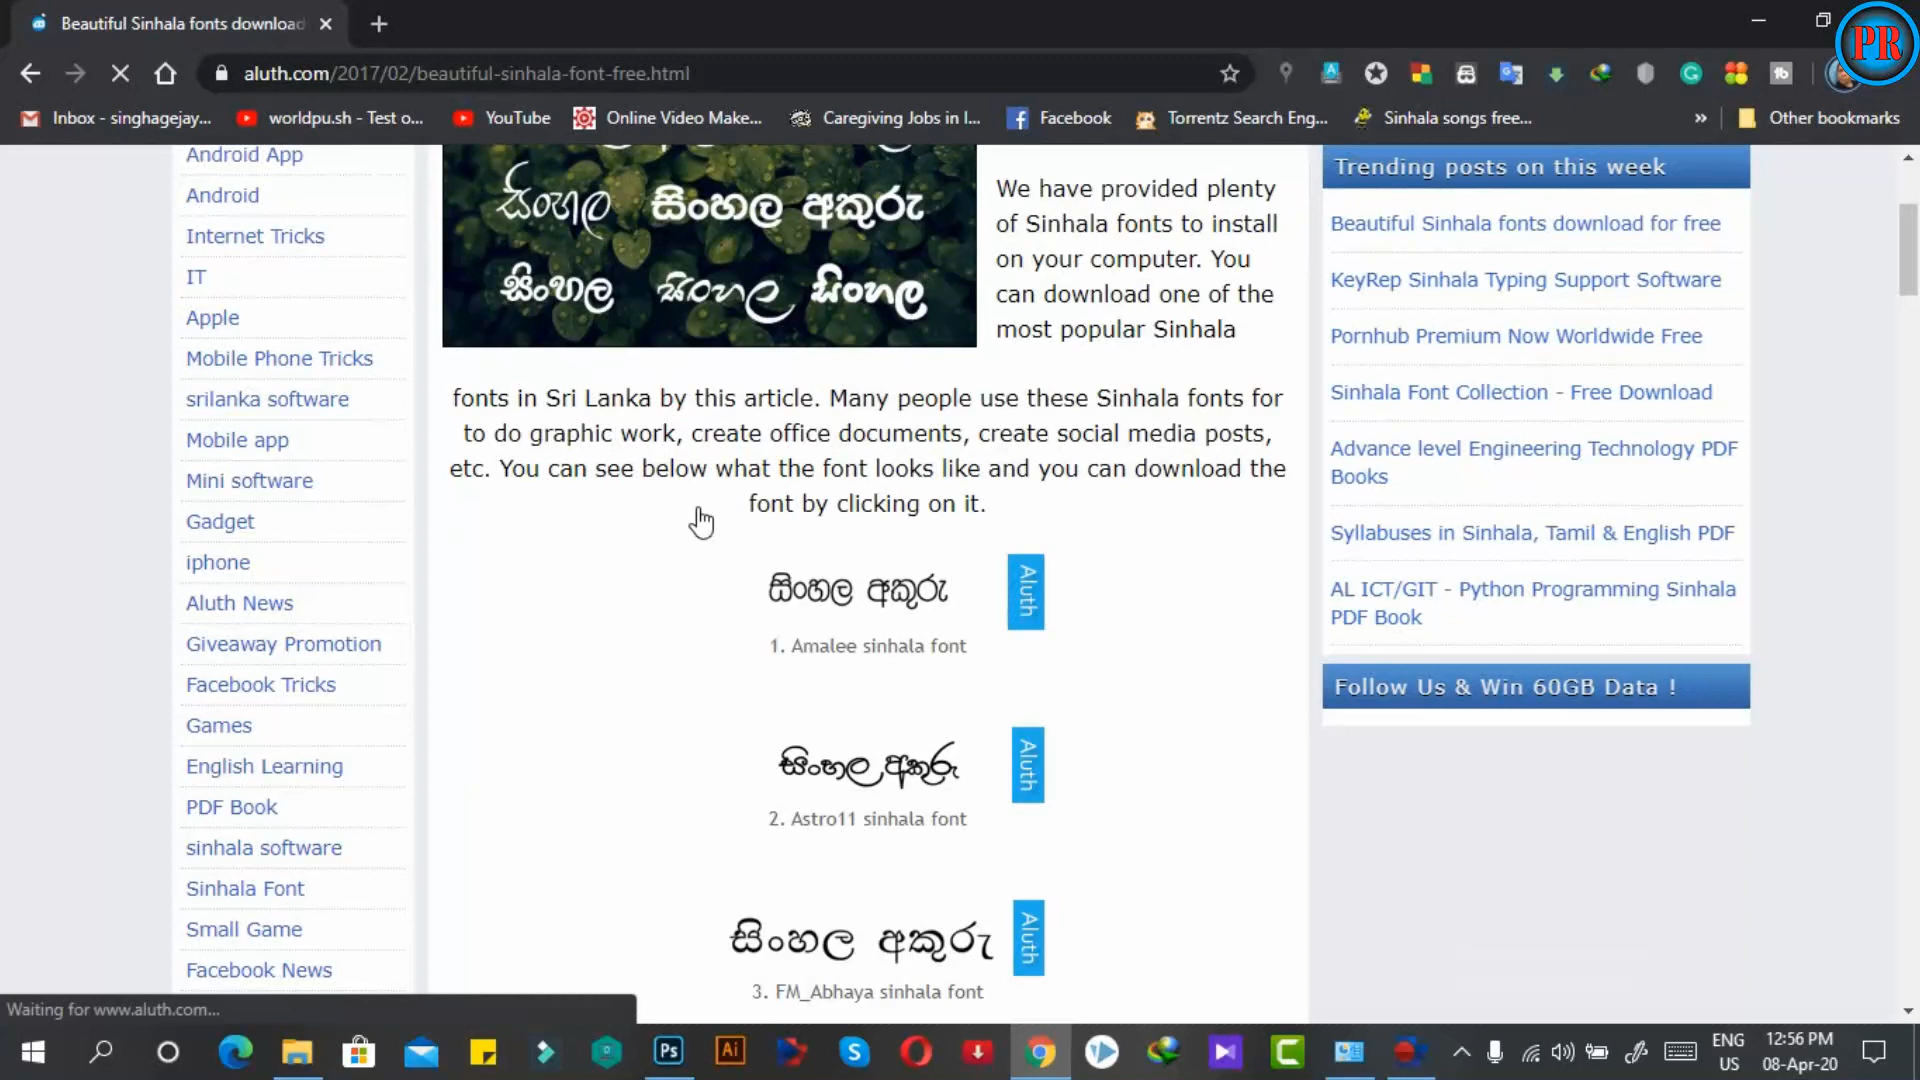 Beautiful Sinhala fonts download
PR
aluth.com/2017/02/beautiful-sinhala-font-free.html
Inbox - singhagejay...
worldpu.sh - Test o...
YouTube
Online Video Make...
Caregiving Jobs in I...
Facebook
Torrentz Search Eng...
Sinhala songs free...
»
Other bookmarks
Android App
Android
Internet Tricks
IT
Apple
Mobile Phone Tricks
srilanka software
Mobile app
Mini software
Gadget
iphone
Aluth News
Giveaway Promotion
Facebook Tricks
Games
English Learning
PDF Book
sinhala software
Sinhala Font
Small Game
Facebook News
සිංහල සිංහල අකුරු
සිංහල සිංහල සිංහල
We have provided plenty
of Sinhala fonts to install
on your computer. You
can download one of the
most popular Sinhala
fonts in Sri Lanka by this article. Many people use these Sinhala fonts for
to do graphic work, create office documents, create social media posts,
etc. You can see below what the font looks like and you can download the
font by clicking on it.
සිංහල අකුරු
Aluth
1. Amalee sinhala font
සිංහල අකුරු
Aluth
2. Astro11 sinhala font
සිංහල අකුරු
Aluth
3. FM_Abhaya sinhala font
Trending posts on this week
Beautiful Sinhala fonts download for free
KeyRep Sinhala Typing Support Software
Pornhub Premium Now Worldwide Free
Sinhala Font Collection - Free Download
Advance level Engineering Technology PDF
Books
Syllabuses in Sinhala, Tamil & English PDF
AL ICT/GIT - Python Programming Sinhala
PDF Book
Follow Us & Win 60GB Data !
Waiting for www.aluth.com...
Ps
Ai
ENG
US
12:56 PM
08-Apr-20